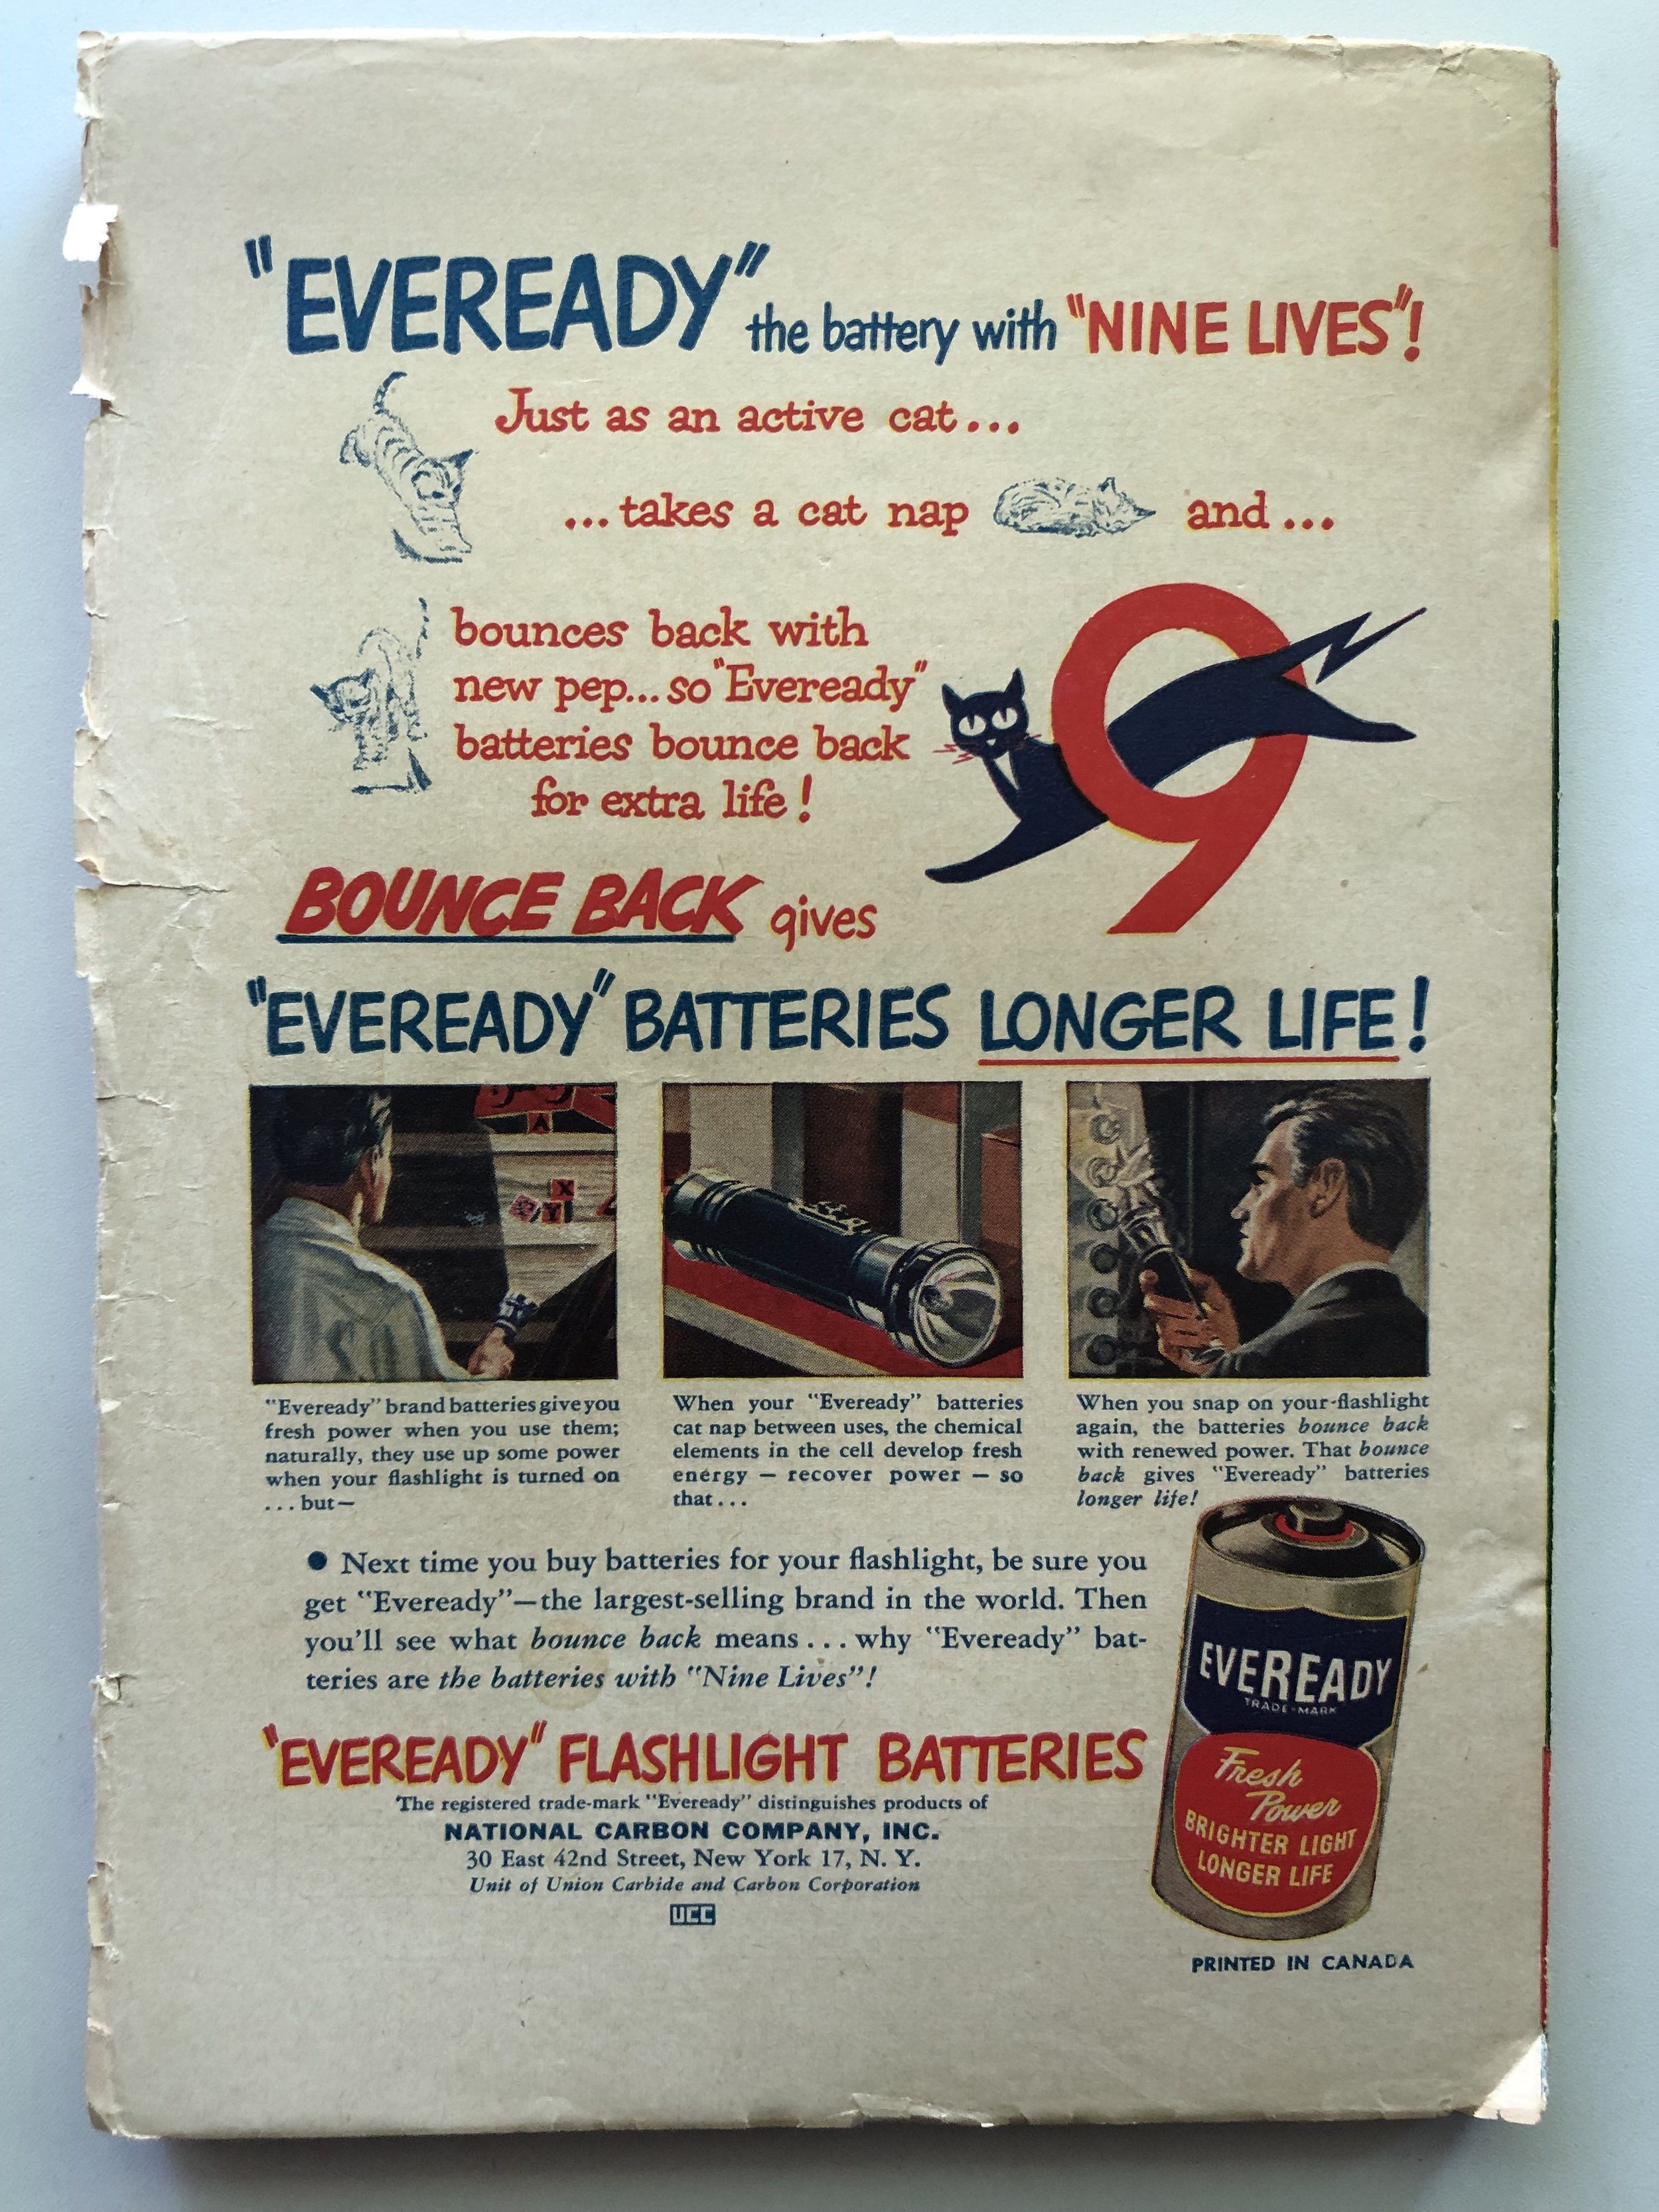 "EVEREADY" the battery with "NINE LIVES"!
Just as an active cat...
...takes a cat nap and...
bounces back with
new pep...so "Eveready"
batteries bounce back
for extra life!
9
BOUNCE BACK gives
"EVEREADY" BATTERIES LONGER LIFE!
A
X
Y
"Eveready" brand batteries give you
fresh power when you use them;
naturally, they use up some power
when your flashlight is turned on
...but—
When your "Eveready" batteries
cat nap between uses, the chemical
elements in the cell develop fresh
energy — recover power — so
that...
When you snap on your flashlight
again, the batteries bounce back
with renewed power. That bounce
back gives "Eveready" batteries
longer life!
● Next time you buy batteries for your flashlight, be sure you
get "Eveready"—the largest-selling brand in the world. Then
you'll see what bounce back means...why "Eveready" bat-
teries are the batteries with "Nine Lives"!
EVEREADY
TRADE-MARK
Fresh
Power
BRIGHTER LIGHT
LONGER LIFE
"EVEREADY" FLASHLIGHT BATTERIES
The registered trade-mark "Eveready" distinguishes products of
NATIONAL CARBON COMPANY, INC.
30 East 42nd Street, New York 17, N. Y.
Unit of Union Carbide and Carbon Corporation
UCC
PRINTED IN CANADA